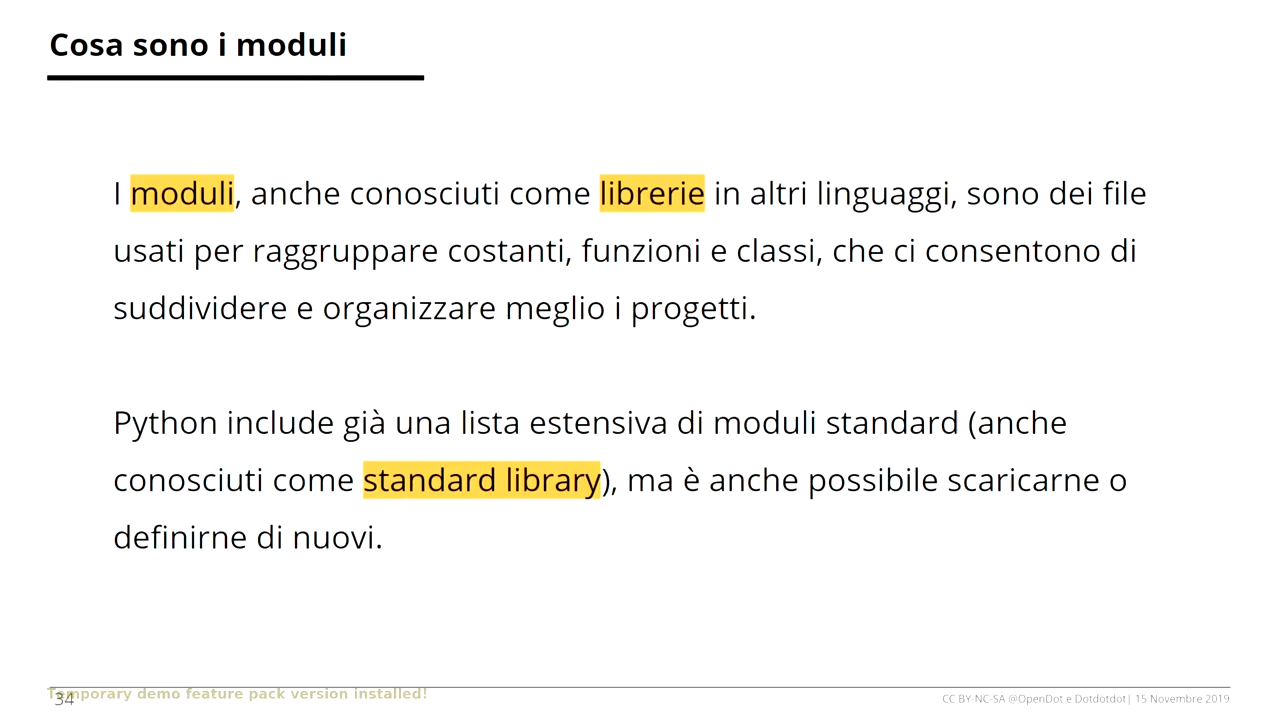 Cosa sono i moduli
I moduli, anche conosciuti come librerie in altri linguaggi, sono dei file
usati per raggruppare costanti, funzioni e classi, che ci consentono di
suddividere e organizzare meglio i progetti.
Python include già una lista estensiva di moduli standard (anche
conosciuti come standard library), ma è anche possibile scaricarne o
definirne di nuovi.
Temporary demo feature pack version installed!
34
CC BY-NC-SA @OpenDot e Dotdotdot| 15 Novembre 2019